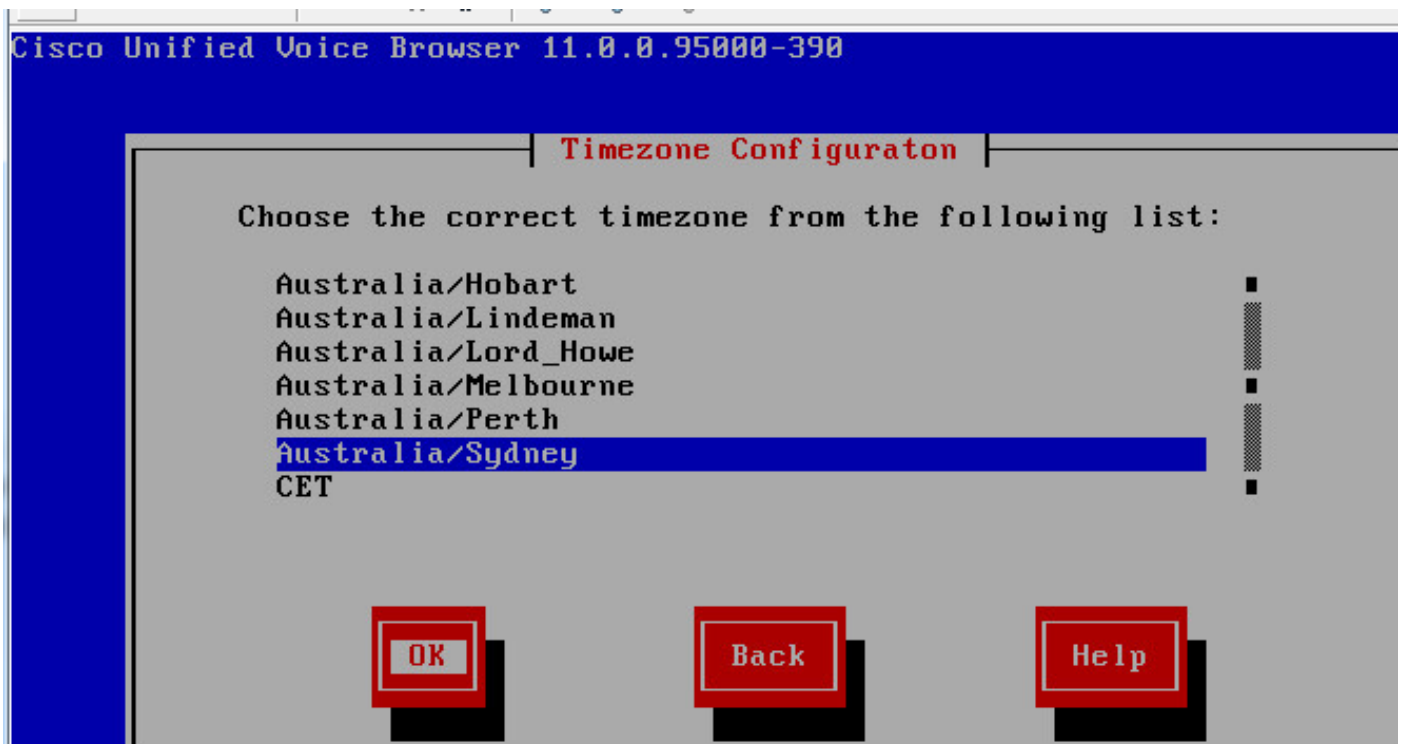 Cisco Unified Voice Browser 11.0.0.95000-390
Timezone Configuraton
Choose the correct timezone from the following list:
Australia/Hobart
Australia/Lindeman
Australia/Lord_Howe
Australia/Melbourne
Australia/Perth
Australia/Sydney
CET
OK Back Help